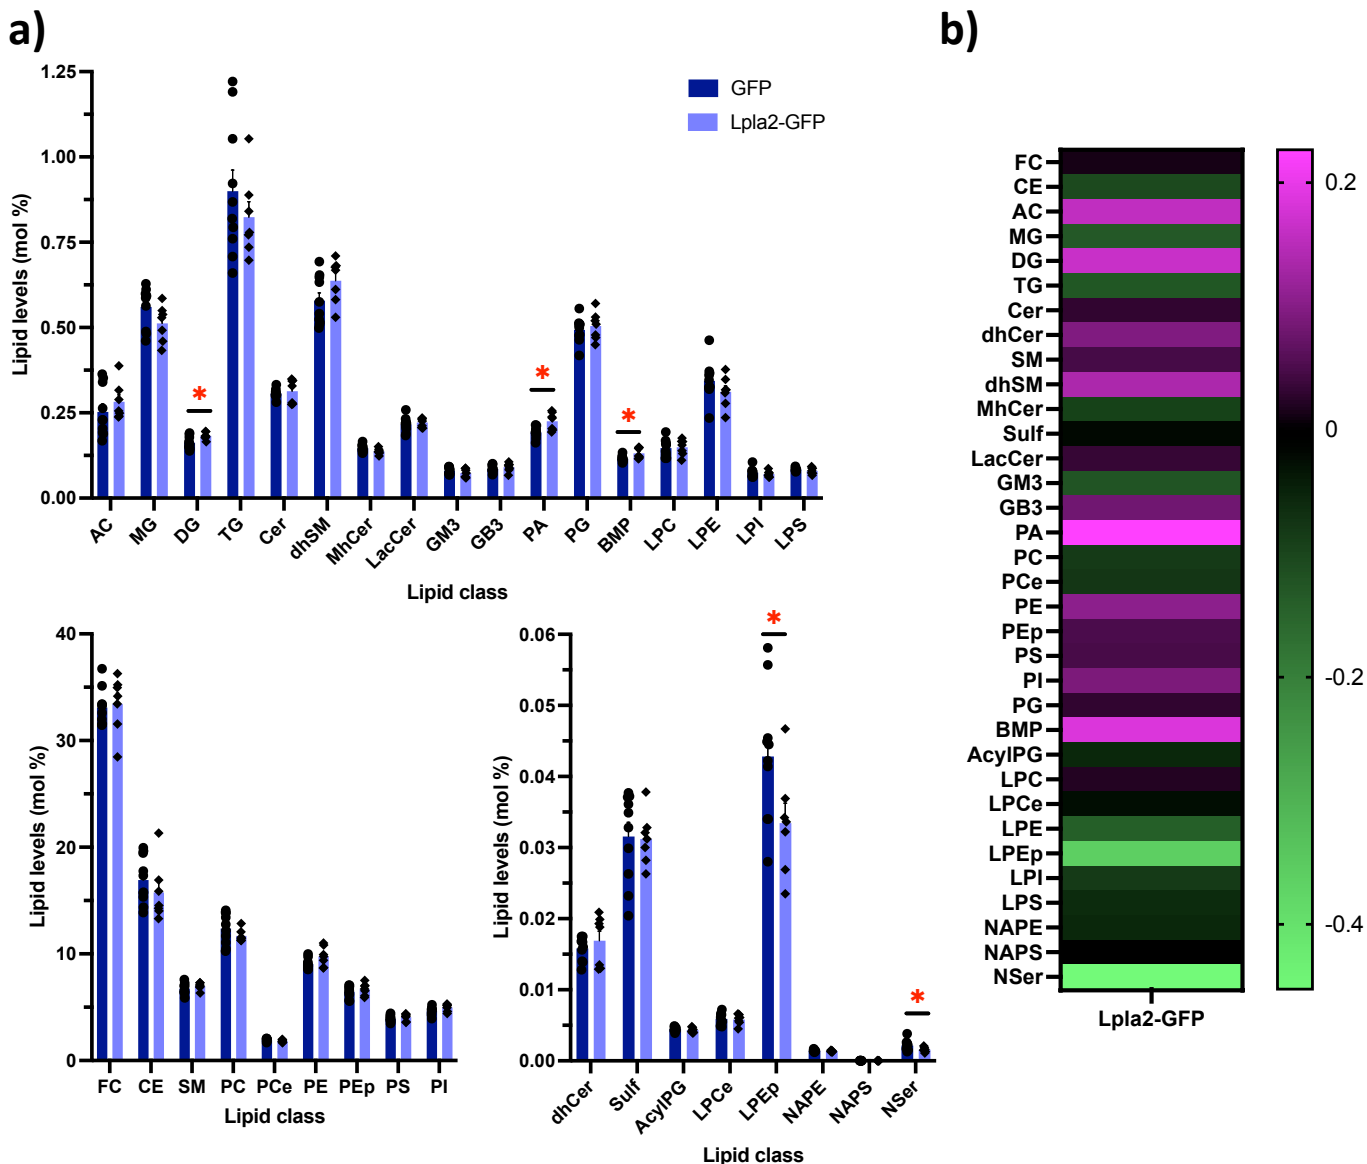 a)
b)
1.25
1.00
0.75
0.50
0.25
0.00
Lipid levels (mol %)
GFP
Lpla2-GFP
*
*
*
AC MG DG TG Cer dhSM MhCer LacCer GM3 GB3 PA PG BMP LPC LPE LPI LPS
Lipid class
40
30
20
10
0
Lipid levels (mol %)
FC CE SM PC PCe PE PEp PS PI
Lipid class
0.06
0.05
0.04
0.03
0.02
0.01
0.00
Lipid levels (mol %)
*
*
dhCer Sulf AcylPG LPCe LPEp NAPE NAPS NSer
Lipid class
FC
CE
AC
MG
DG
TG
Cer
dhCer
SM
dhSM
MhCer
Sulf
LacCer
GM3
GB3
PA
PC
PCe
PE
PEp
PS
PI
PG
BMP
AcylPG
LPC
LPCe
LPE
LPEp
LPI
LPS
NAPE
NAPS
NSer
Lpla2-GFP
0.2
0
-0.2
-0.4